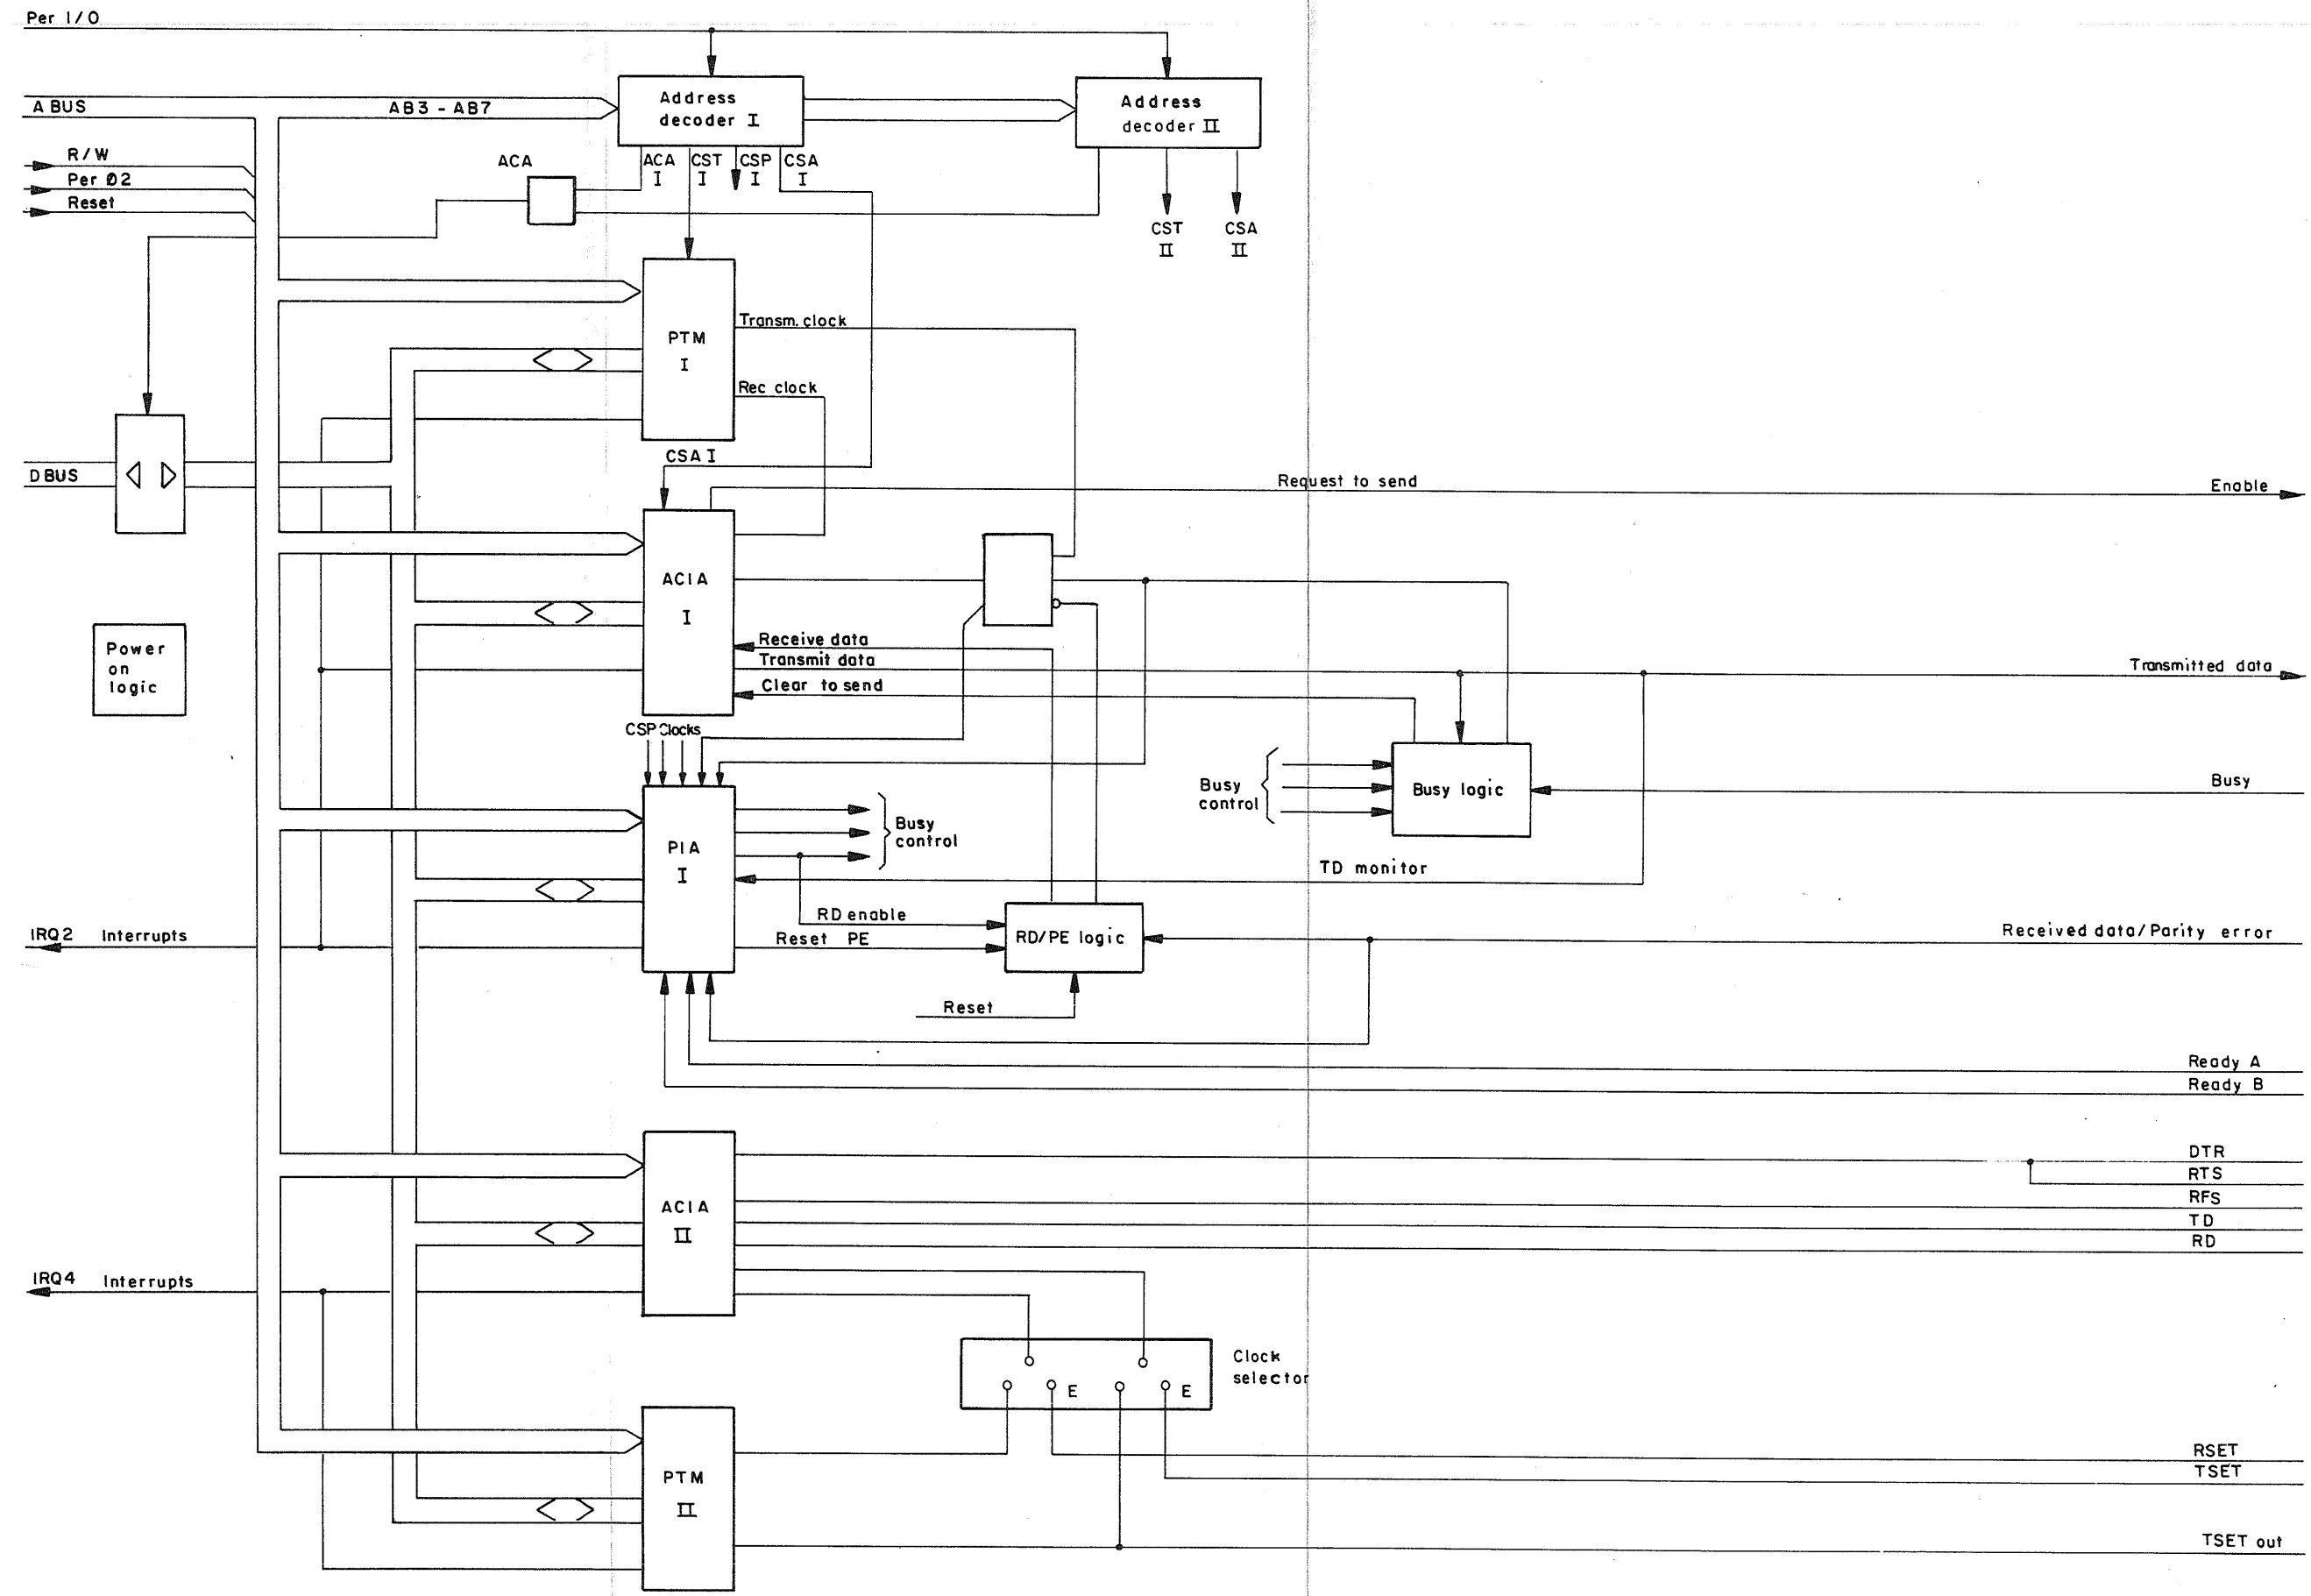 Per I/O
A BUS
AB3 - AB7
Address
decoder I
Address
decoder II
R/W
Per Ø2
Reset
ACA
ACA
I
CST
I
CSP
I
CSA
I
CST
II
CSA
II
PTM
I
Transm. clock
Rec clock
D BUS
CSA I
Request to send
Enable
ACIA
I
Receive data
Transmit data
Clear to send
Transmitted data
Power
on
logic
CSP Clocks
Busy
control
Busy logic
Busy
PIA
I
Busy
control
TD monitor
RD enable
Reset PE
RD/PE logic
Received data/Parity error
IRQ2 Interrupts
Reset
Ready A
Ready B
ACIA
II
DTR
RTS
RFS
TD
RD
IRQ4 Interrupts
Clock
selector
E
E
PTM
II
RSET
TSET
TSET out